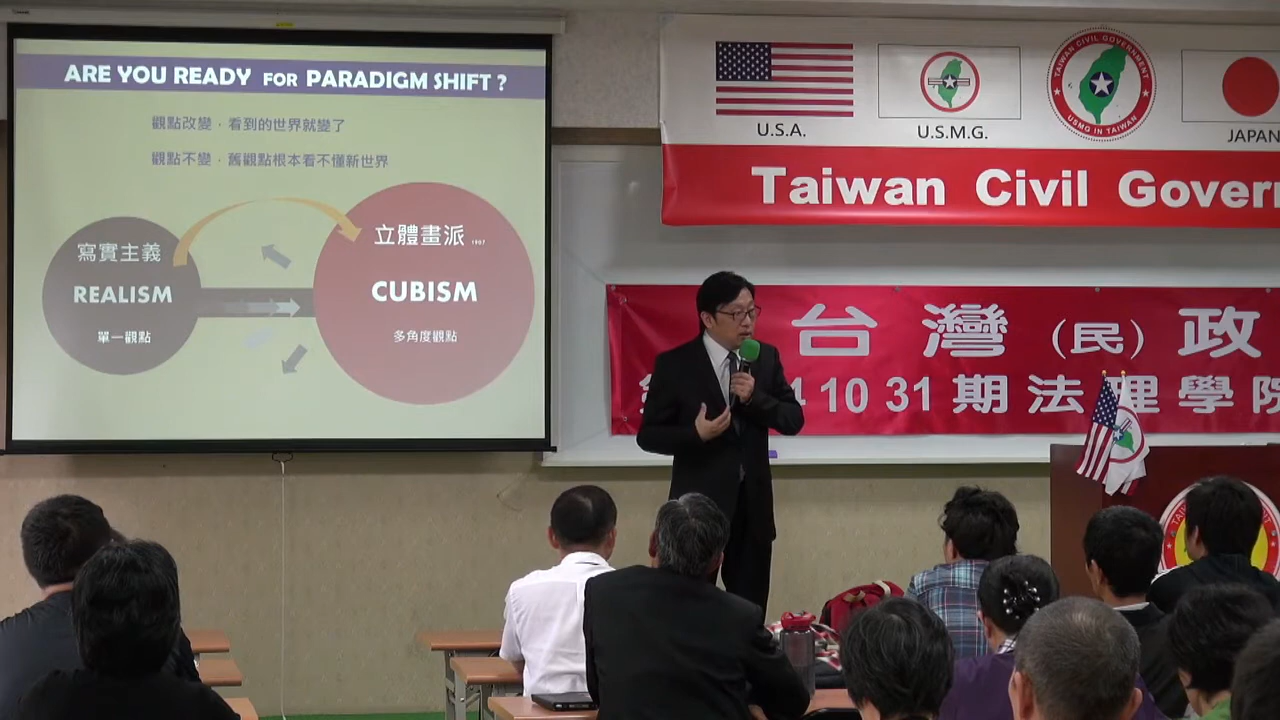 ARE YOU READY FOR PARADIGM SHIFT ?
觀點改變，看到的世界就變了
觀點不變，舊觀點根本看不懂新世界
寫實主義
REALISM
單一觀點
立體畫派 1907
CUBISM
多角度觀點
TAIWAN CIVIL GOVERNMENT
USMG IN TAIWAN
U.S.A.
U.S.M.G.
JAPAN
Taiwan Civil Govern
台灣（民）政
4 10 31 期法理學院